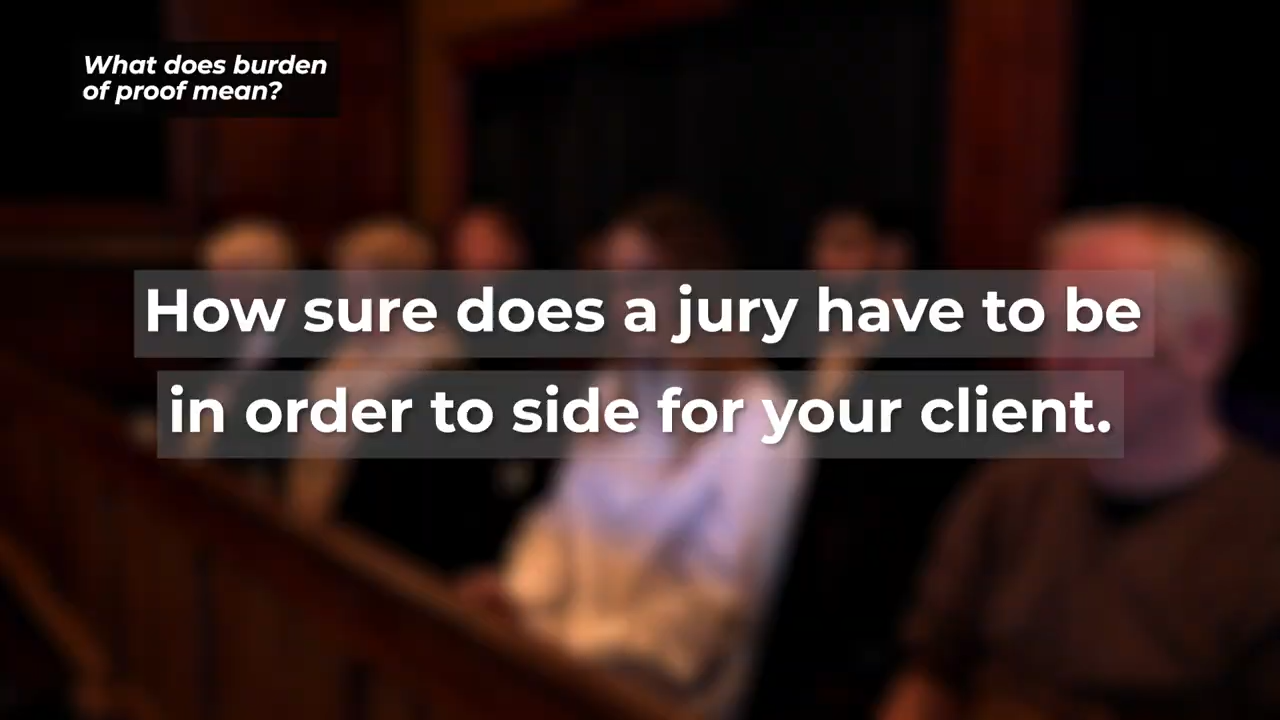 What does burden
of proof mean?
How sure does a jury have to be
in order to side for your client.